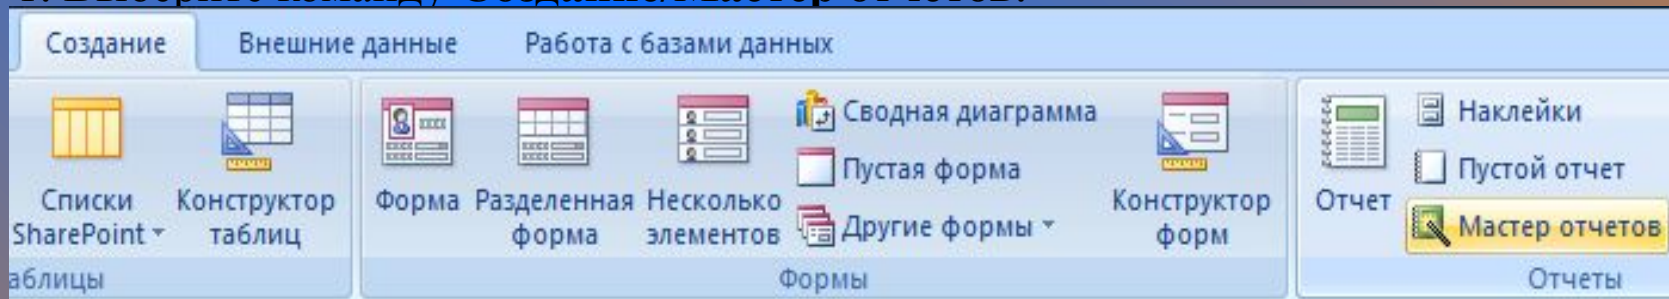 Создание Внешние данные Работа с базами данных
Списки SharePoint
Конструктор таблиц
Форма
Разделенная форма
Несколько элементов
Сводная диаграмма
Пустая форма
Другие формы
Конструктор форм
Отчет
Наклейки
Пустой отчет
Мастер отчетов
аблицы
Формы
Отчеты